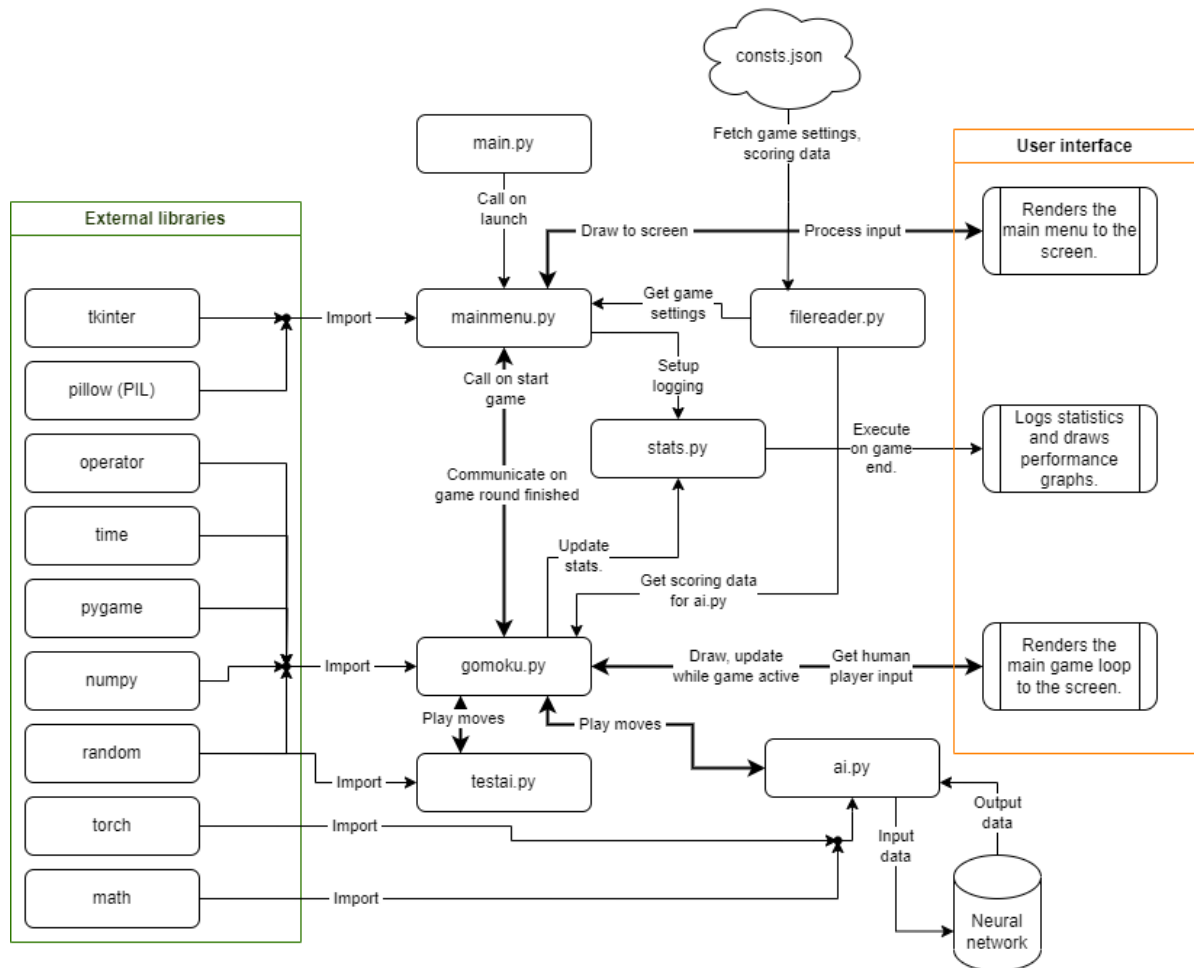 consts.json
main.py
Fetch game settings,
scoring data
User interface
Call on
launch
External libraries
Renders the
main menu to the
screen.
Draw to screen
Process input
tkinter
Import
mainmenu.py
Get game
settings
filereader.py
pillow (PIL)
Call on start
game
Setup
logging
operator
stats.py
Execute
on game
end.
Logs statistics
and draws
performance
graphs.
Communicate on
game round finished
time
Update
stats.
pygame
Get scoring data
for ai.py
numpy
Import
gomoku.py
Draw, update
while game active
Get human
player input
Renders the
main game loop
to the screen.
Play moves
Play moves
random
Import
testai.py
ai.py
torch
Import
Input
data
Output
data
math
Import
Neural
network